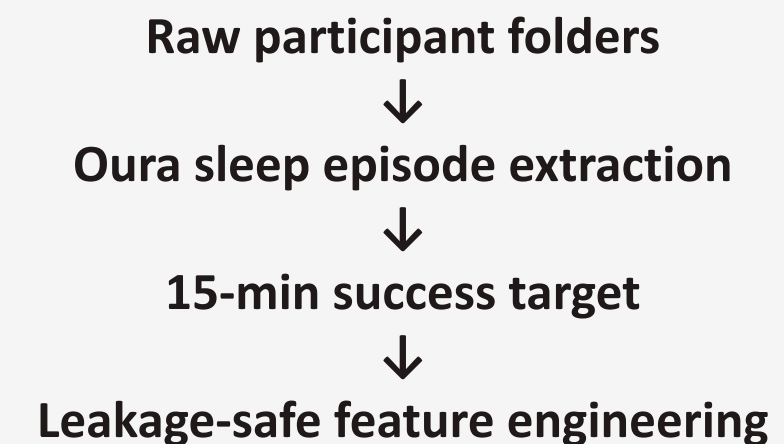 Raw participant folders
↓
Oura sleep episode extraction
↓
15-min success target
↓
Leakage-safe feature engineering